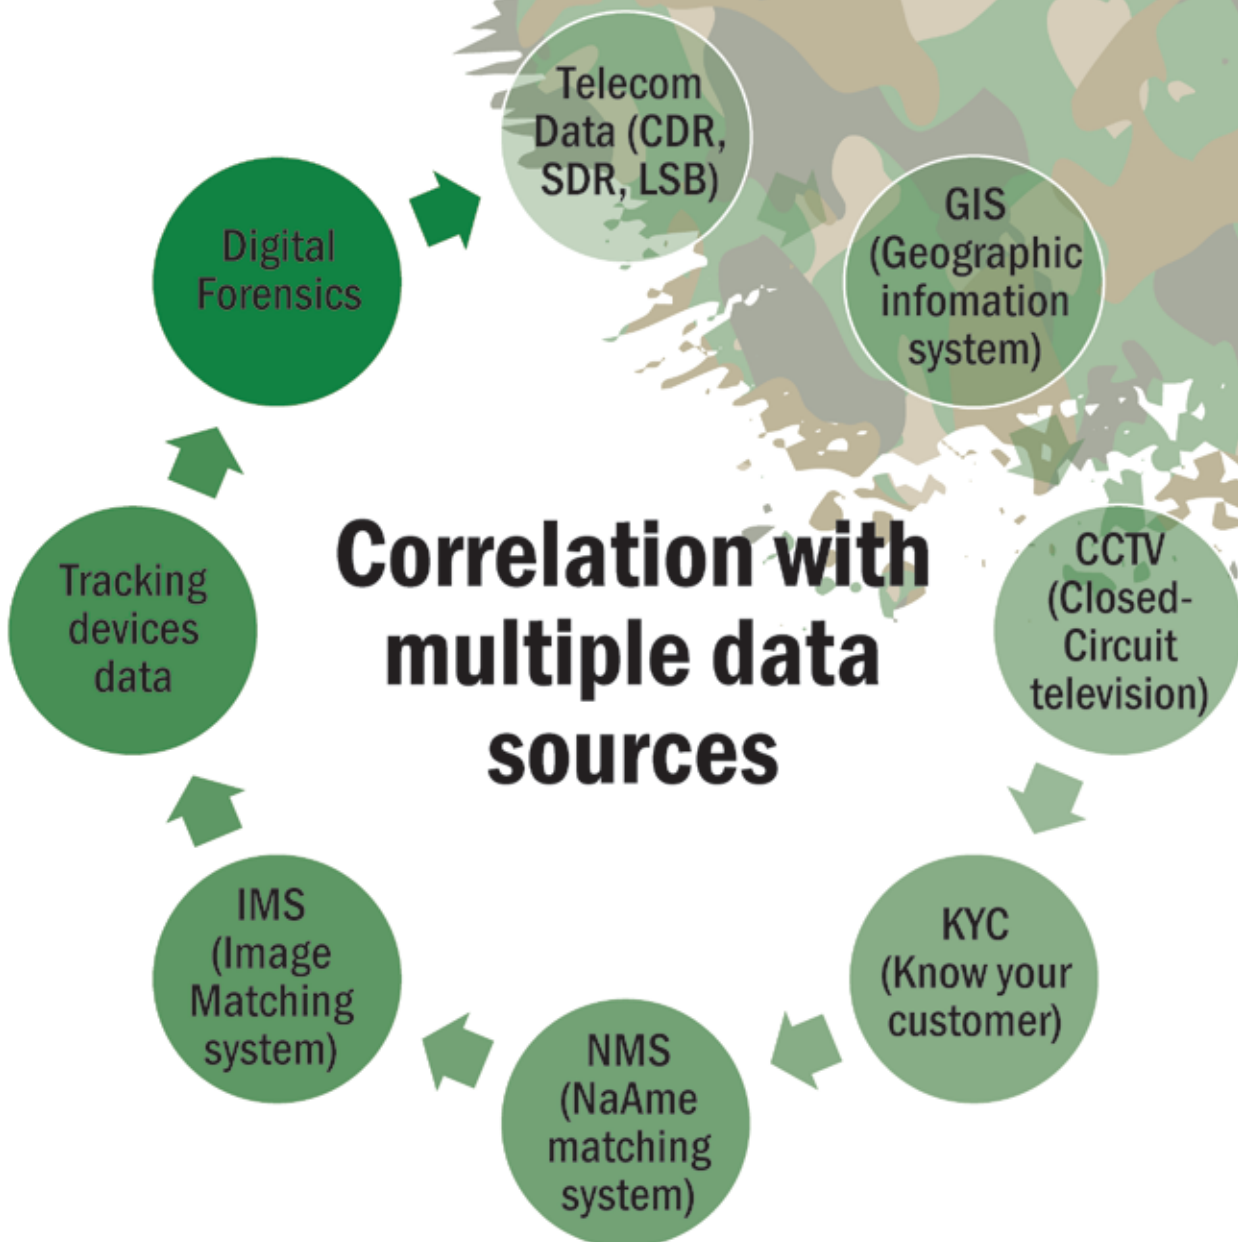 Telecom
Data (CDR,
SDR, LSB)
GIS
(Geographic
infomation
system)
CCTV
(Closed-
Circuit
television)
KYC
(Know your
customer)
NMS
(NaAme
matching
system)
IMS
(Image
Matching
system)
Tracking
devices
data
Digital
Forensics
Correlation with
multiple data
sources